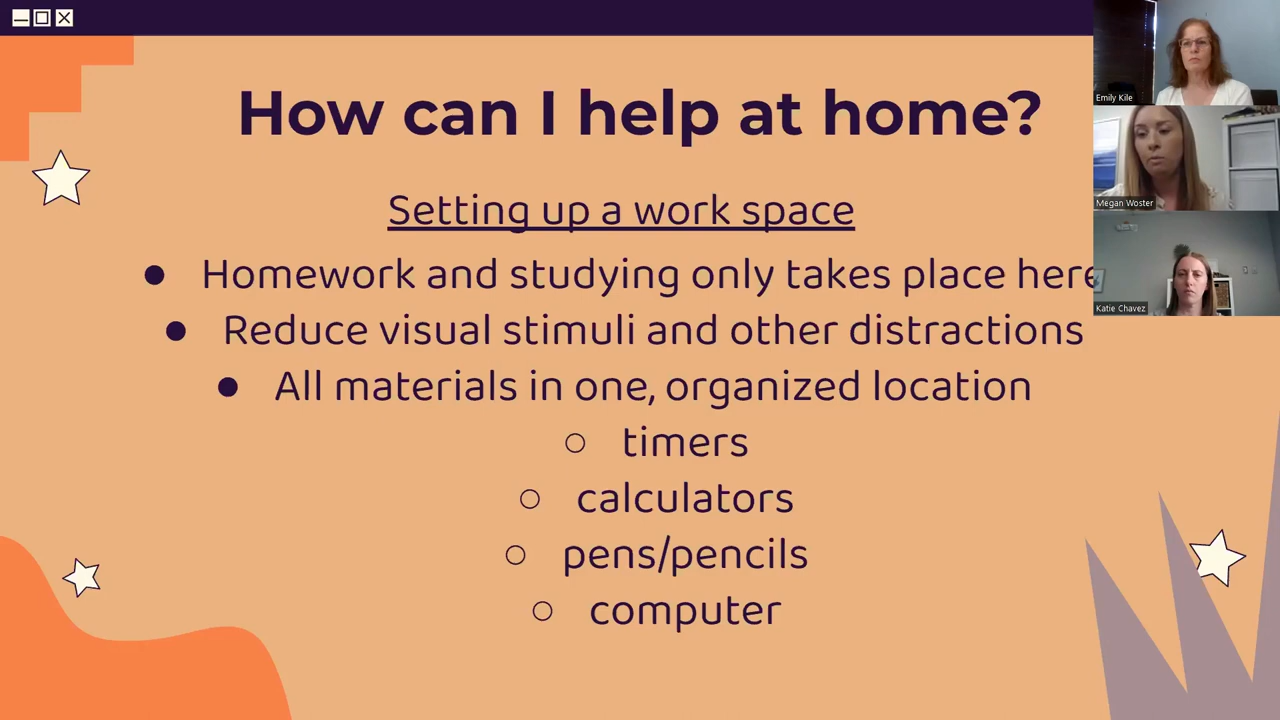 How can I help at home?
Setting up a work space
● Homework and studying only takes place here
● Reduce visual stimuli and other distractions
● All materials in one, organized location
○ timers
○ calculators
○ pens/pencils
○ computer
Emily Kile
Megan Woster
Katie Chavez